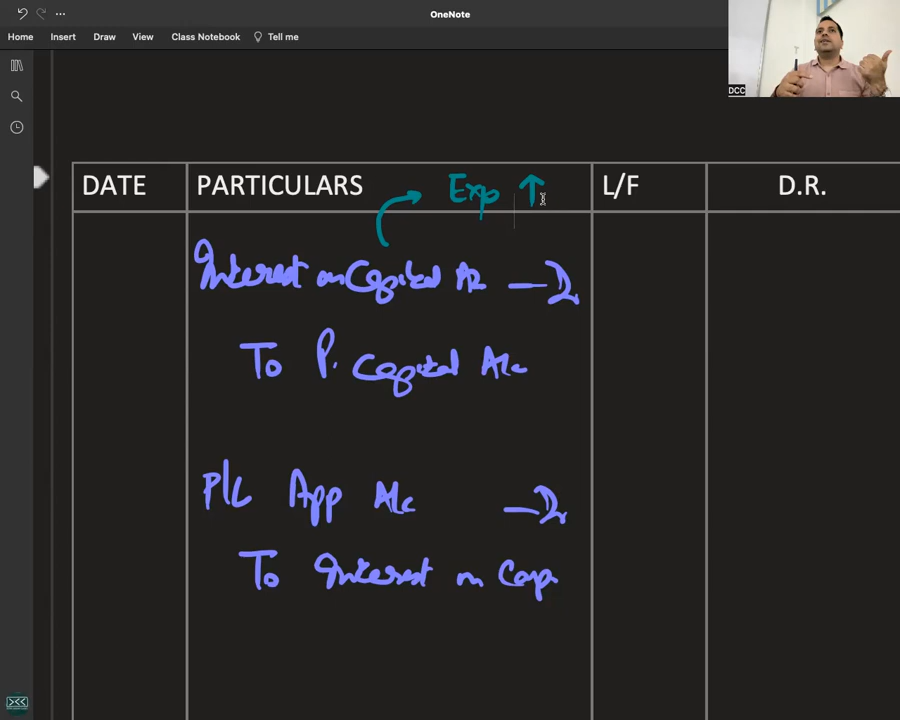 OneNote
Home Insert Draw View Class Notebook Tell me
DCC
DATE PARTICULARS Exp ↑ L/F D.R.
Interest on Capital A/c — Dr
To P. Capital A/c
P/L App A/c — Dr
To Interest on Cap
DCC